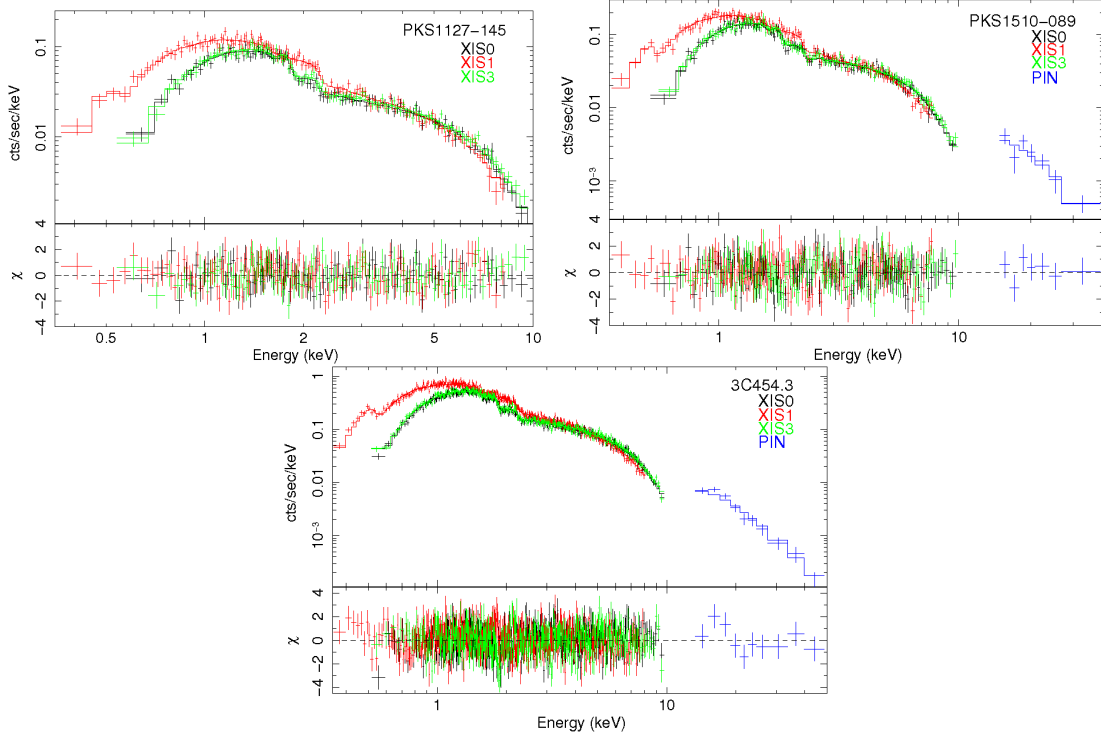 PKS1127−145
XIS0
XIS1
XIS3
cts/sec/keV
0.1
0.01
χ
4
2
0
−2
−4
0.5
1
2
5
10
Energy (keV)
PKS1510−089
XIS0
XIS1
XIS3
PIN
cts/sec/keV
0.1
0.01
10⁻³
χ
4
2
0
−2
−4
1
10
Energy (keV)
3C454.3
XIS0
XIS1
XIS3
PIN
cts/sec/keV
1
0.1
0.01
10⁻³
χ
4
2
0
−2
−4
1
10
Energy (keV)